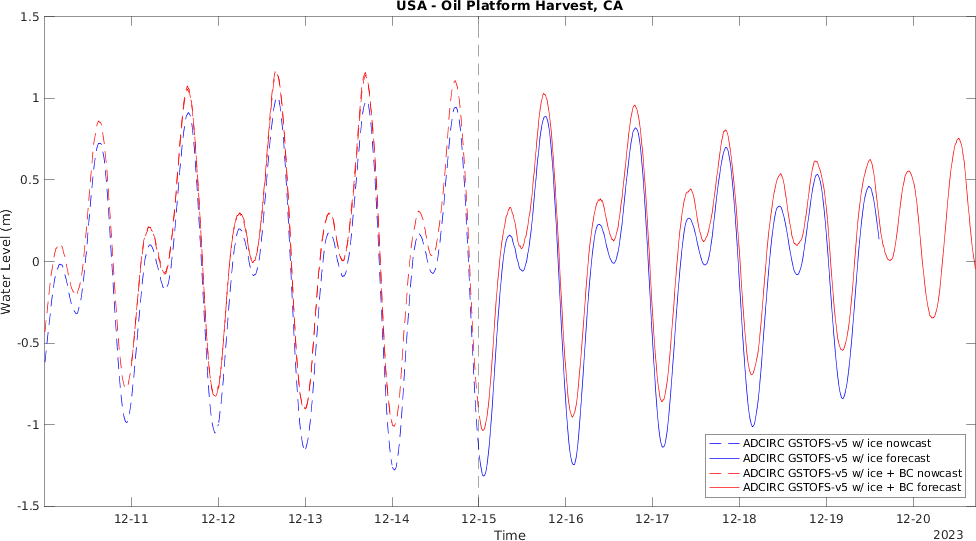 USA - Oil Platform Harvest, CA
1.5
1
0.5
0
-0.5
-1
-1.5
Water Level (m)
12-11 12-12 12-13 12-14 12-15 12-16 12-17 12-18 12-19 12-20
Time
2023
ADCIRC GSTOFS-v5 w/ ice nowcast
ADCIRC GSTOFS-v5 w/ ice forecast
ADCIRC GSTOFS-v5 w/ ice + BC nowcast
ADCIRC GSTOFS-v5 w/ ice + BC forecast